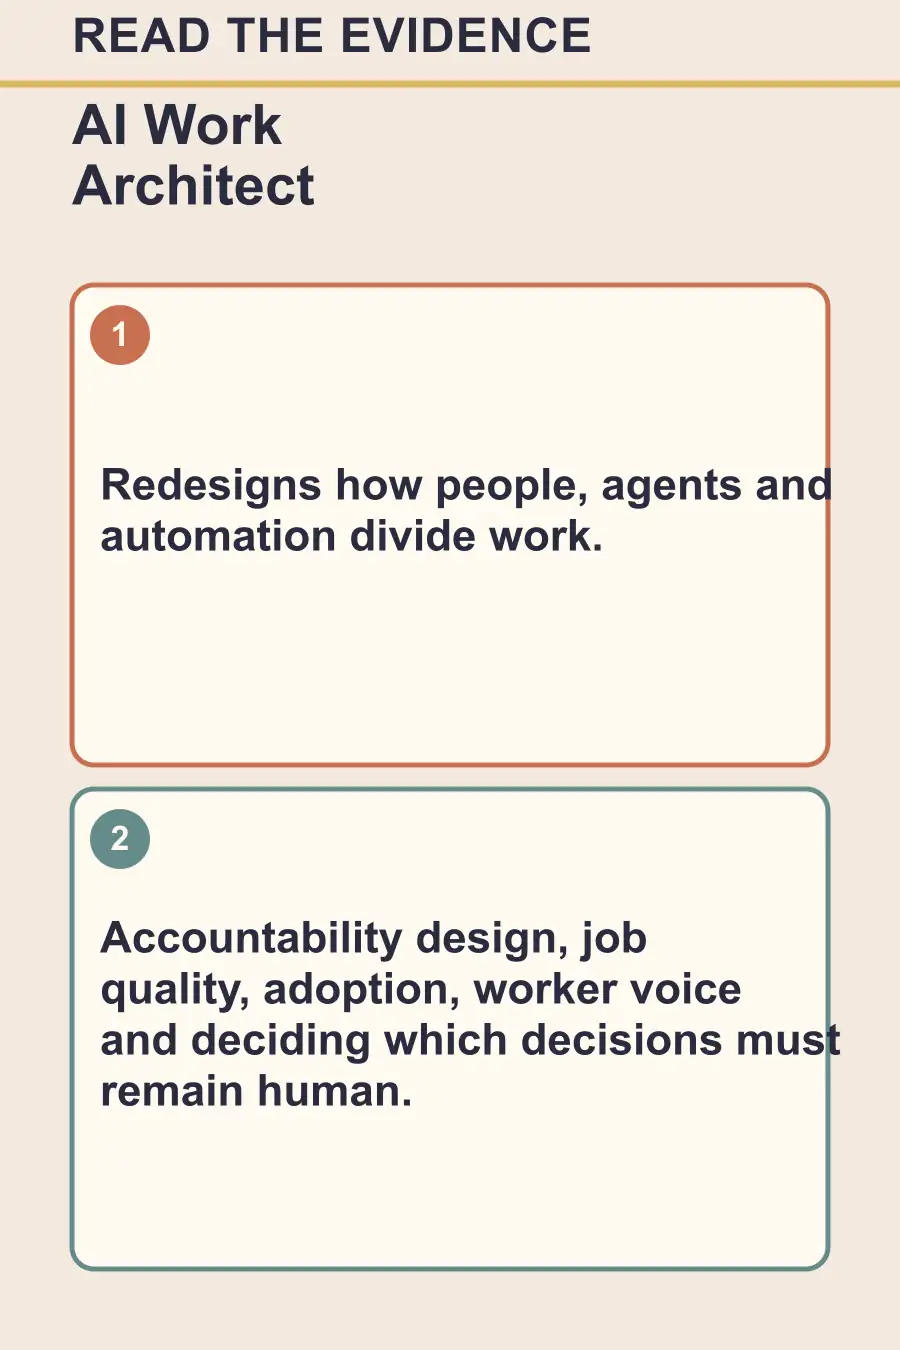 READ THE EVIDENCE
AI Work
Architect
1
Redesigns how people, agents and
automation divide work.
2
Accountability design, job
quality, adoption, worker voice
and deciding which decisions must
remain human.